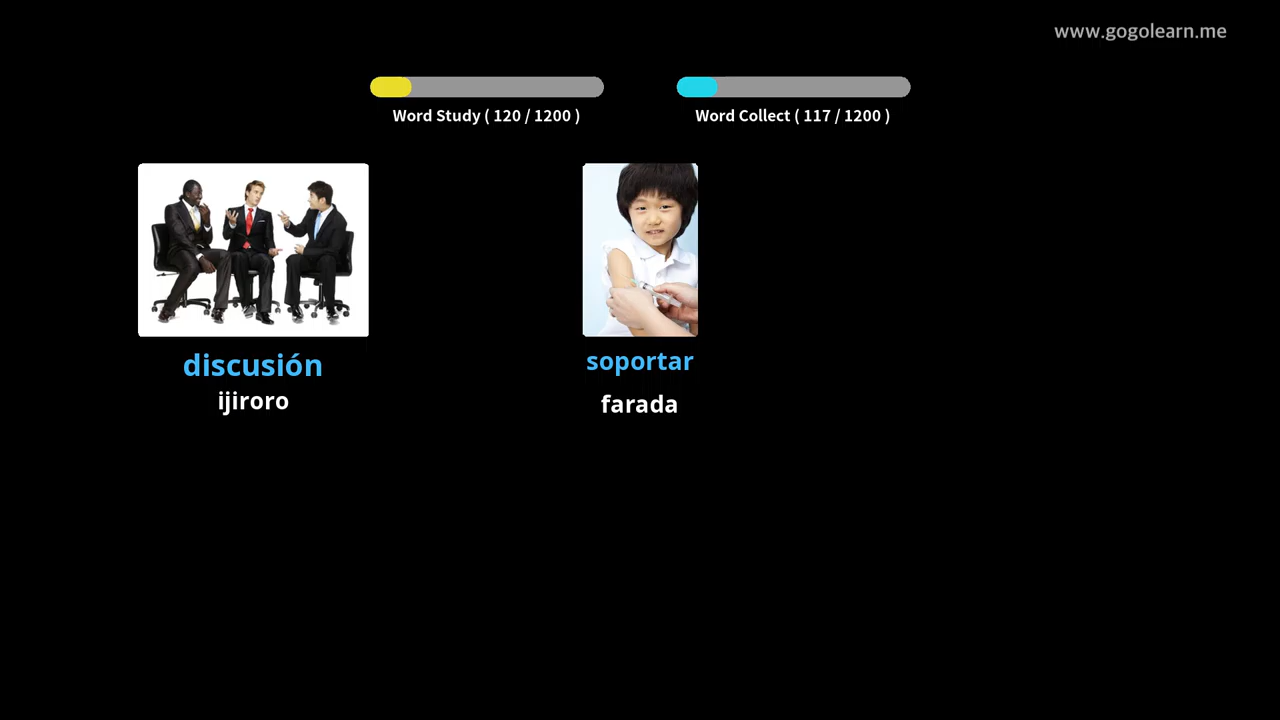 www.gogolearn.me
Word Study ( 120 / 1200 )
Word Collect ( 117 / 1200 )
discusión
ijiroro
soportar
farada